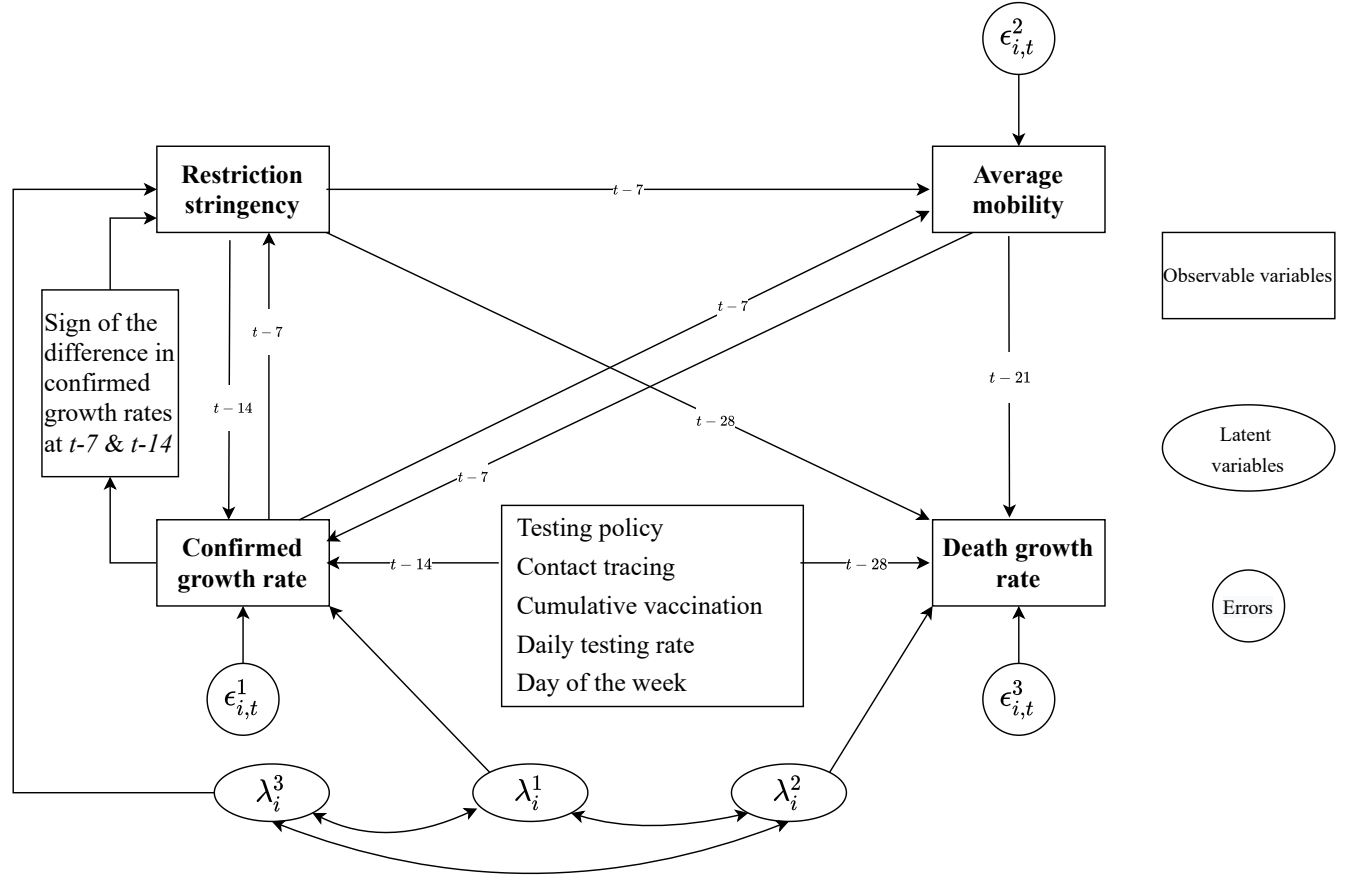 ϵ²ᵢ,ₜ
Restriction
stringency
t − 7
Average
mobility
Observable variables
Sign of the
difference in
confirmed
growth rates
at t-7 & t-14
t − 7
t − 7
t − 14
t − 21
t − 28
t − 7
Latent
variables
Confirmed
growth rate
t − 14
Testing policy
Contact tracing
Cumulative vaccination
Daily testing rate
Day of the week
t − 28
Death growth
rate
Errors
ϵ¹ᵢ,ₜ
ϵ³ᵢ,ₜ
λ³ᵢ
λ¹ᵢ
λ²ᵢ